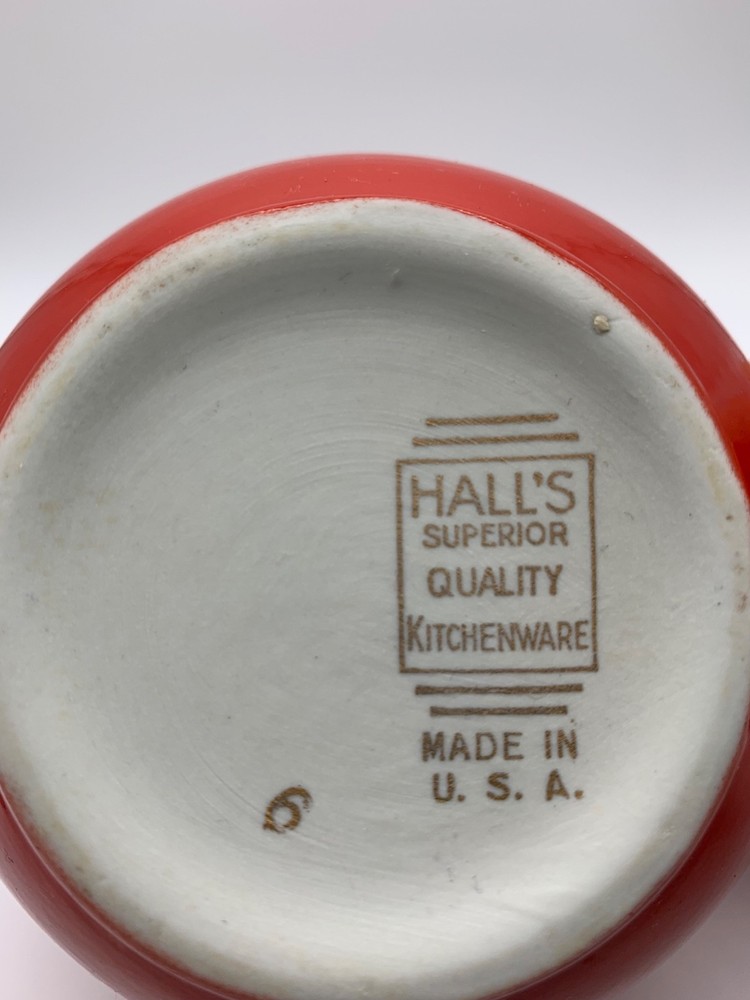 HALL'S
SUPERIOR
QUALITY
KITCHENWARE
MADE IN
U. S. A.
6